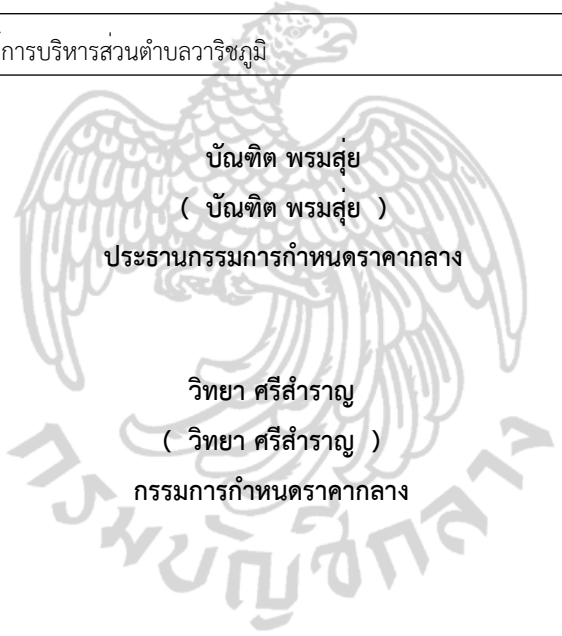 การบริหารส่วนตำบลวาริชภูมิ
บัณฑิต พรมสุ่ย
( บัณฑิต พรมสุ่ย )
ประธานกรรมการกำหนดราคากลาง
วิทยา ศรีสำราญ
( วิทยา ศรีสำราญ )
กรรมการกำหนดราคากลาง
กรมบัญชีกลาง